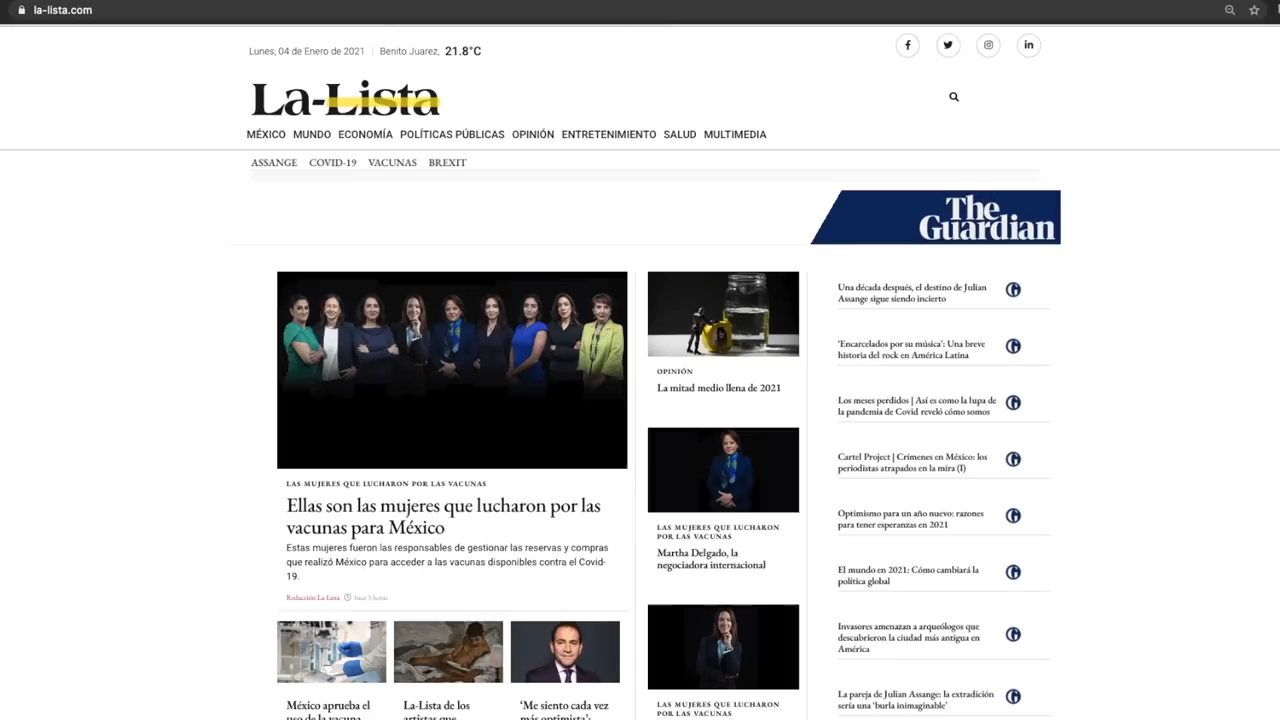 la-lista.com
Lunes, 04 de Enero de 2021 | Benito Juarez, 21.8°C
La-Lista
MÉXICO MUNDO ECONOMÍA POLÍTICAS PÚBLICAS OPINIÓN ENTRETENIMIENTO SALUD MULTIMEDIA
ASSANGE COVID-19 VACUNAS BREXIT
The
Guardian
LAS MUJERES QUE LUCHARON POR LAS VACUNAS
Ellas son las mujeres que lucharon por las
vacunas para México
Estas mujeres fueron las responsables de gestionar las reservas y compras
que realizó México para acceder a las vacunas disponibles contra el Covid-
19.
Redacción La-Lista hace 3 horas
México aprueba el
uso de la vacuna
La-Lista de los
artistas que
‘Me siento cada vez
más optimista’:
OPINIÓN
La mitad medio llena de 2021
LAS MUJERES QUE LUCHARON
POR LAS VACUNAS
Martha Delgado, la
negociadora internacional
LAS MUJERES QUE LUCHARON
POR LAS VACUNAS
Una década después, el destino de Julian
Assange sigue siendo incierto
‘Encarcelados por su música’: Una breve
historia del rock en América Latina
Los meses perdidos | Así es como la lupa de
la pandemia de Covid reveló cómo somos
Cartel Project | Crímenes en México: los
periodistas atrapados en la mira (I)
Optimismo para un año nuevo: razones
para tener esperanzas en 2021
El mundo en 2021: Cómo cambiará la
política global
Invasores amenazan a arqueólogos que
descubrieron la ciudad más antigua en
América
La pareja de Julian Assange: la extradición
sería una ‘burla inimaginable’